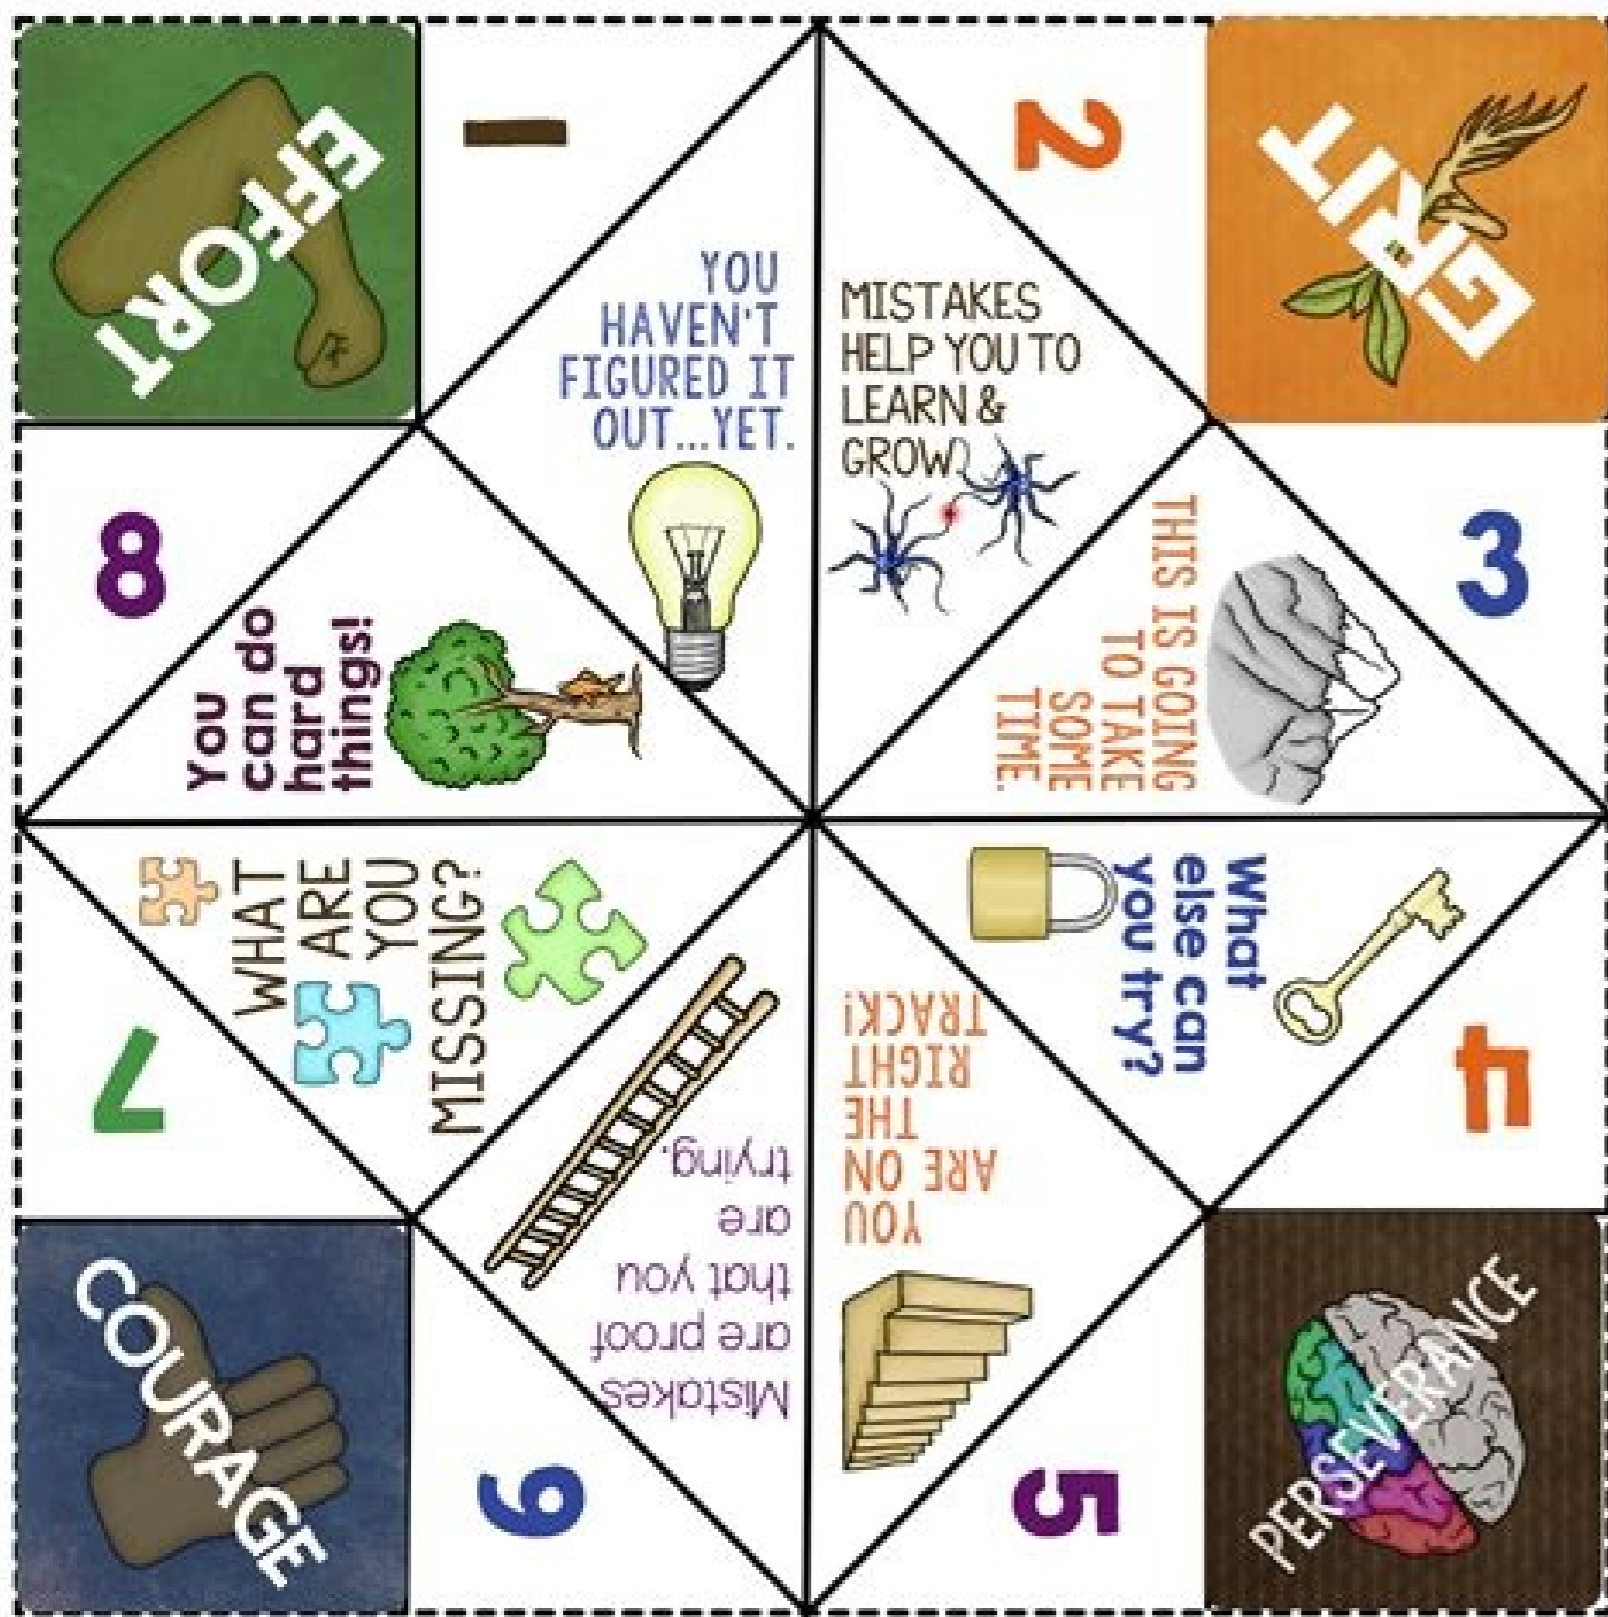 EFFORT
1
YOU
HAVEN'T
FIGURED IT
OUT...YET.
2
MISTAKES
HELP YOU TO
LEARN &
GROW
GRIT
3
THIS IS GOING
TO TAKE
SOME
TIME.
4
What
else can
you try?
PERSEVERANCE
5
YOU
ARE ON
THE
RIGHT
TRACK!
6
Mistakes
are proof
that you
are
trying.
COURAGE
7
WHAT
ARE
YOU
MISSING?
8
You
can do
hard
things!